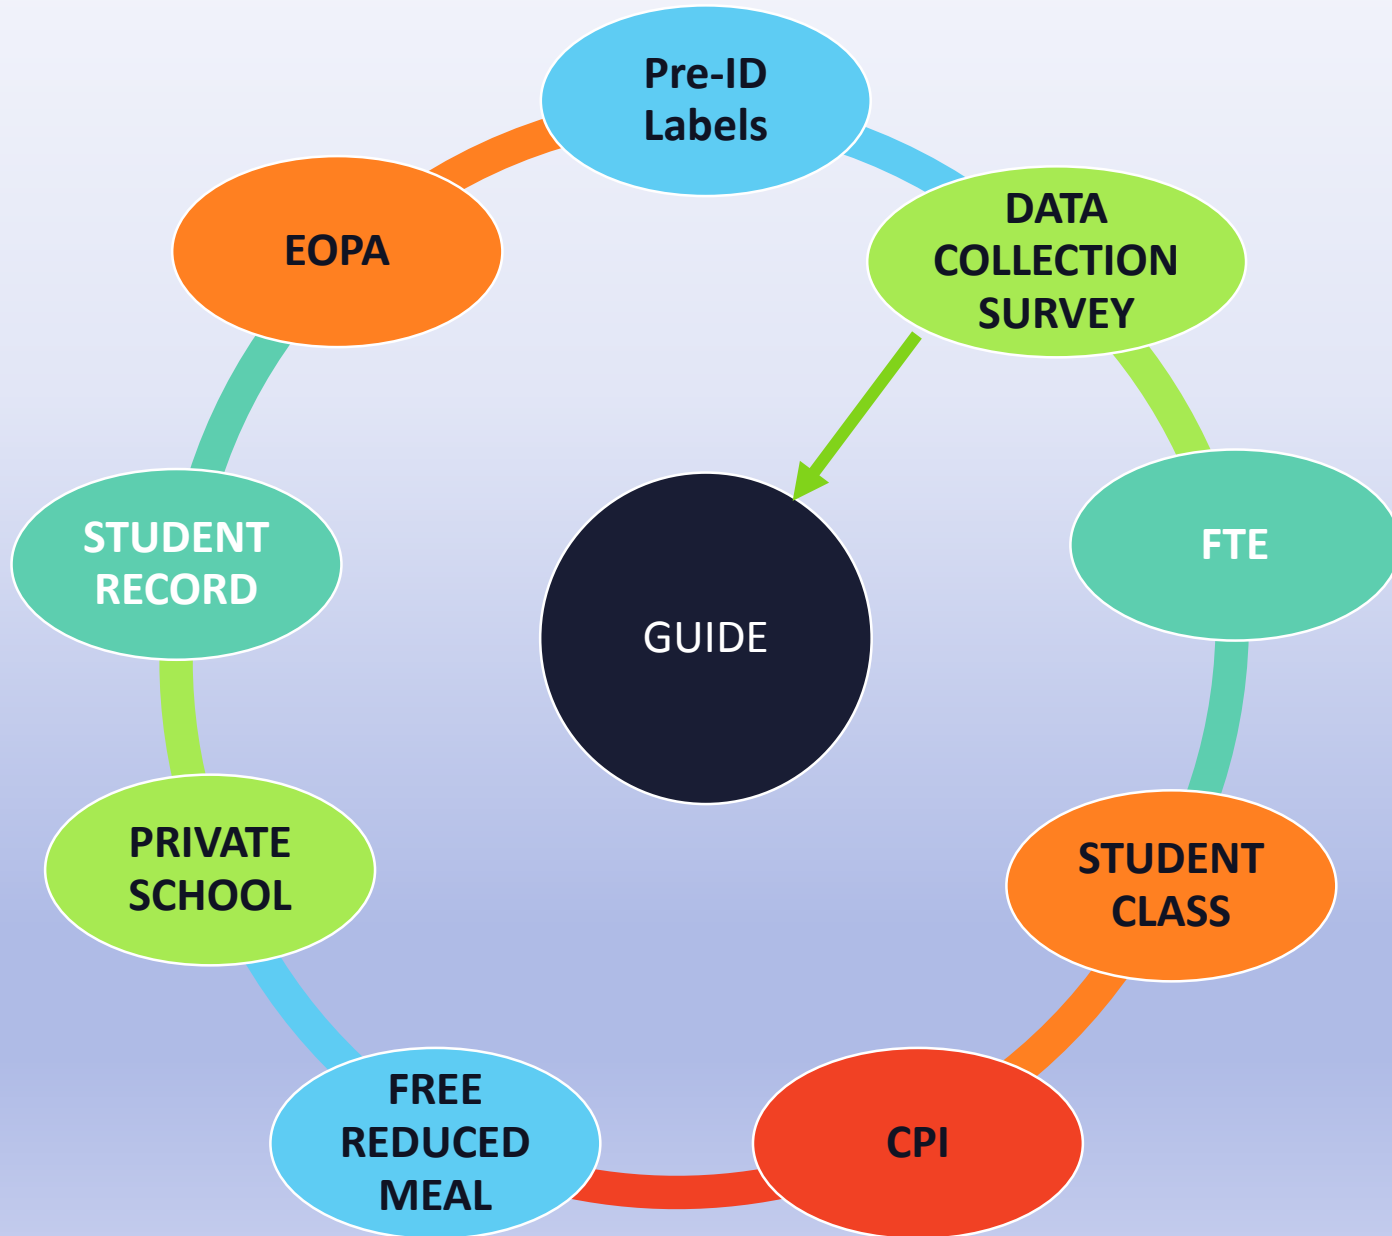 Pre-ID
Labels
DATA
COLLECTION
SURVEY
FTE
STUDENT
CLASS
CPI
FREE
REDUCED
MEAL
PRIVATE
SCHOOL
STUDENT
RECORD
EOPA
GUIDE